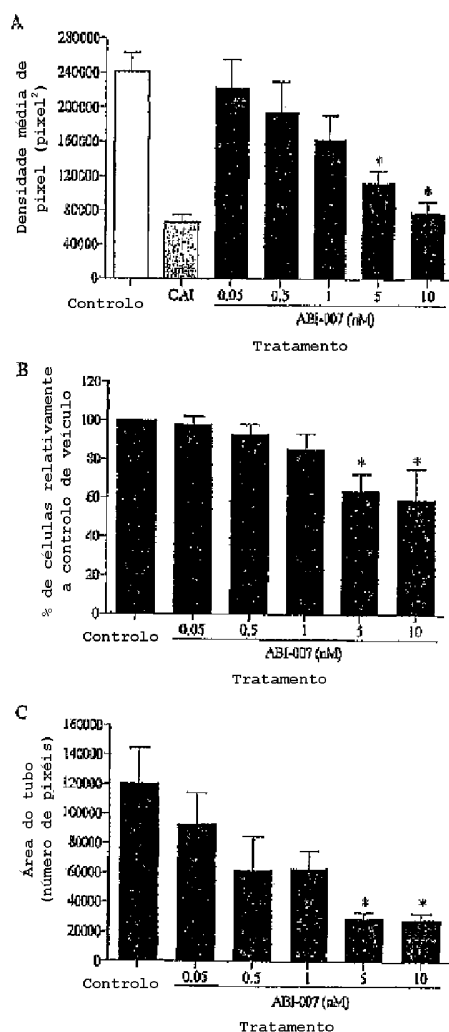 A
Densidade média de
pixel (pixel²)
280000
240000
200000
160000
120000
80000
40000
0
* *
Controlo CAI 0.05 0.5 1 5 10
ABI-007 (nM)
Tratamento
B
% de células relativamente
a controlo de veículo
120
100
80
60
40
20
0
* *
Controlo 0.05 0.5 1 5 10
ABI-007 (nM)
Tratamento
C
Área do tubo
(número de pixéis)
160000
140000
120000
100000
80000
60000
40000
20000
0
* *
Controlo 0.05 0.5 1 5 10
ABI-007 (nM)
Tratamento